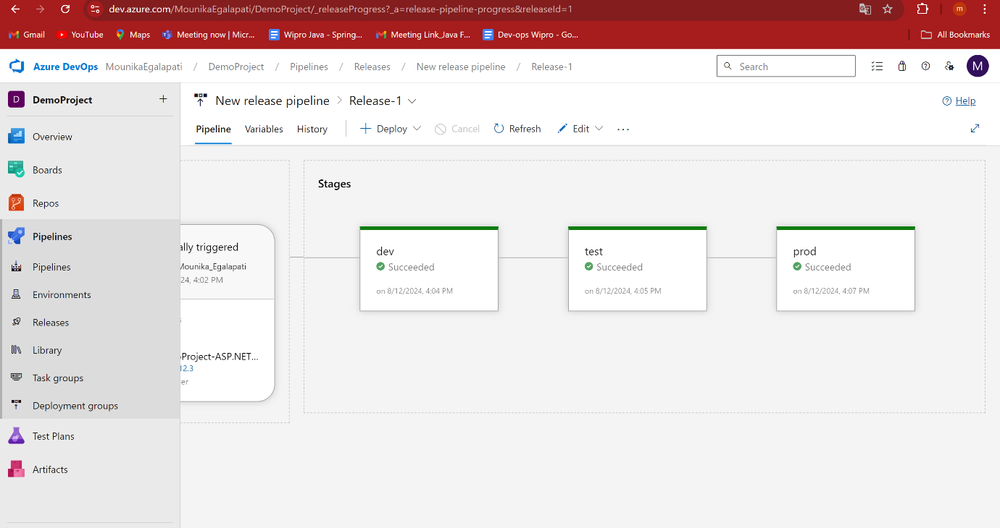 dev.azure.com/MounikaEgalapati/DemoProject/_releaseProgress?_a=release-pipeline-progress&releaseId=1
m
Gmail YouTube Maps Meeting now | Micr... Wipro Java - Spring... Meeting Link_Java F... Dev-ops Wipro - Go... All Bookmarks
Azure DevOps MounikaEgalapati / DemoProject / Pipelines / Releases / New release pipeline / Release-1 Search M
D DemoProject +
New release pipeline > Release-1 Help
Pipeline Variables History Deploy Cancel Refresh Edit ...
Overview
Boards
Repos
Pipelines
Pipelines
Environments
Releases
Library
Task groups
Deployment groups
Test Plans
Artifacts
ally triggered
Mounika_Egalapati
24, 4:02 PM
Project-ASP.NET...
12.3
er
Stages
dev
Succeeded
on 8/12/2024, 4:04 PM
test
Succeeded
on 8/12/2024, 4:05 PM
prod
Succeeded
on 8/12/2024, 4:07 PM